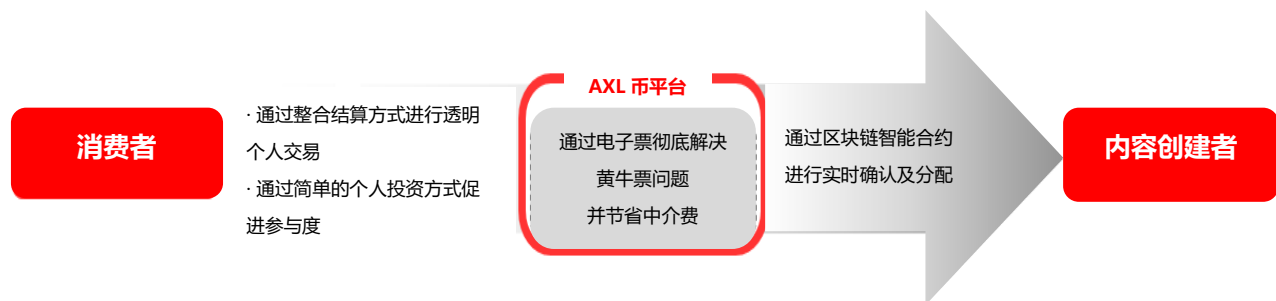 消费者
· 通过整合结算方式进行透明
个人交易
· 通过简单的个人投资方式促
进参与度
AXL 币平台
通过电子票彻底解决
黄牛票问题
并节省中介费
通过区块链智能合约
进行实时确认及分配
内容创建者